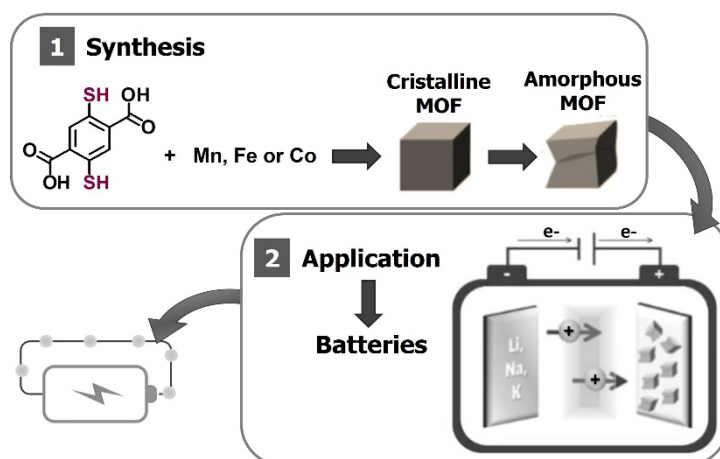 1 Synthesis
SH
OH
O
O
OH
SH
+ Mn, Fe or Co
Cristalline
MOF
Amorphous
MOF
2 Application
Batteries
e-
e-
-
+
Li,
Na,
K
+
+